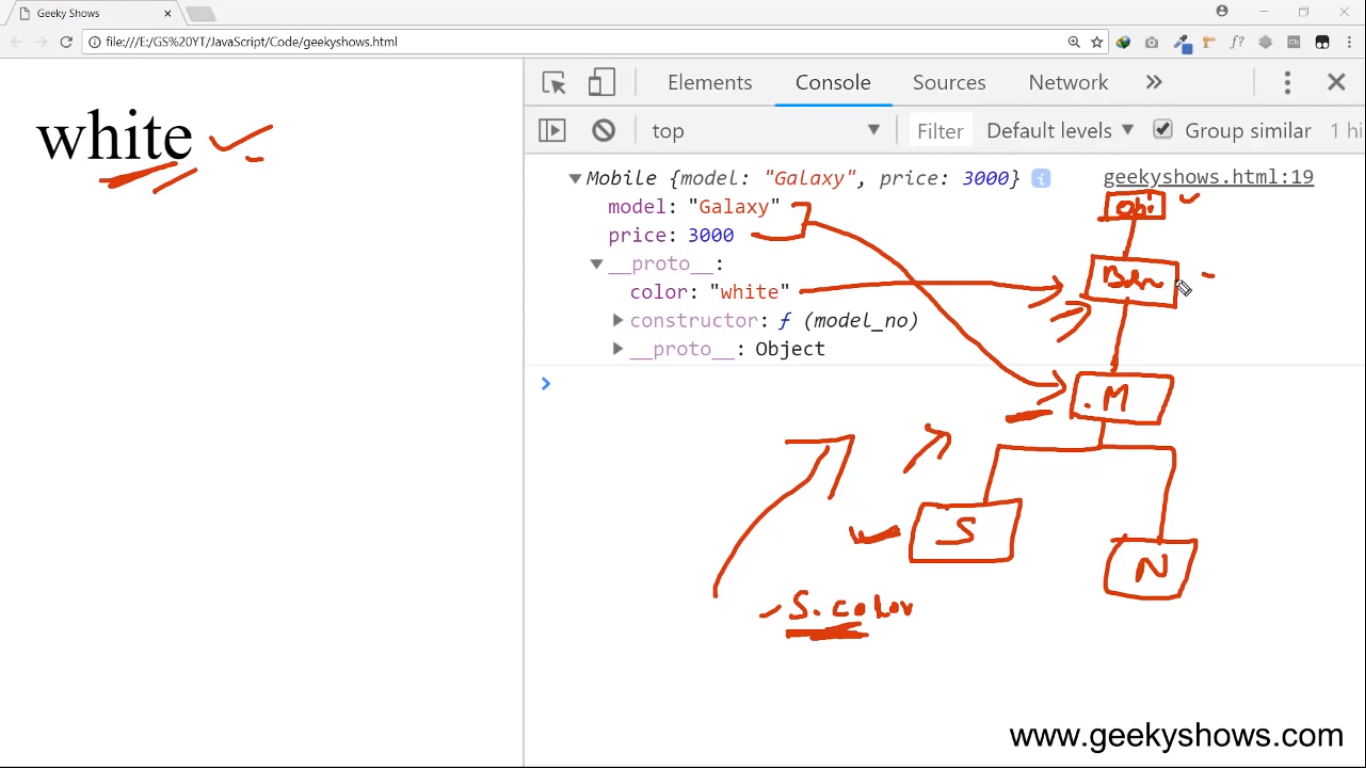 Geeky Shows
file:///E:/GS%20YT/JavaScript/Code/geekyshows.html
white
Elements Console Sources Network
top Filter Default levels Group similar 1 hi
Mobile {model: "Galaxy", price: 3000} geekyshows.html:19
model: "Galaxy"
price: 3000
__proto__:
color: "white"
constructor: ƒ (model_no)
__proto__: Object
Obj
.M
S
N
S.color
www.geekyshows.com